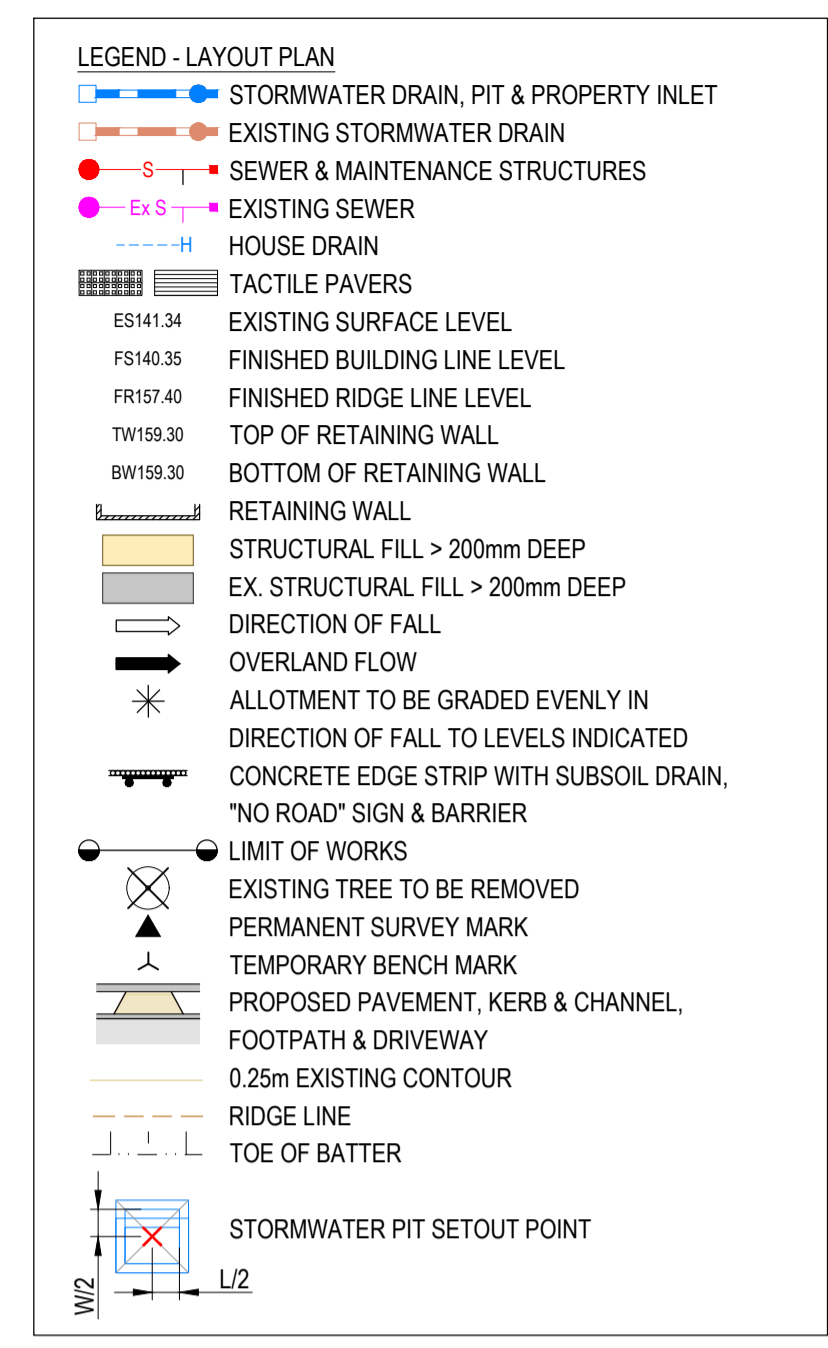 LEGEND - LAYOUT PLAN
STORMWATER DRAIN, PIT & PROPERTY INLET
EXISTING STORMWATER DRAIN
S SEWER & MAINTENANCE STRUCTURES
Ex S EXISTING SEWER
H HOUSE DRAIN
TACTILE PAVERS
ES141.34 EXISTING SURFACE LEVEL
FS140.35 FINISHED BUILDING LINE LEVEL
FR157.40 FINISHED RIDGE LINE LEVEL
TW159.30 TOP OF RETAINING WALL
BW159.30 BOTTOM OF RETAINING WALL
RETAINING WALL
STRUCTURAL FILL > 200mm DEEP
EX. STRUCTURAL FILL > 200mm DEEP
DIRECTION OF FALL
OVERLAND FLOW
ALLOTMENT TO BE GRADED EVENLY IN
DIRECTION OF FALL TO LEVELS INDICATED
CONCRETE EDGE STRIP WITH SUBSOIL DRAIN,
"NO ROAD" SIGN & BARRIER
LIMIT OF WORKS
EXISTING TREE TO BE REMOVED
PERMANENT SURVEY MARK
TEMPORARY BENCH MARK
PROPOSED PAVEMENT, KERB & CHANNEL,
FOOTPATH & DRIVEWAY
0.25m EXISTING CONTOUR
RIDGE LINE
TOE OF BATTER
STORMWATER PIT SETOUT POINT
W/2
L/2